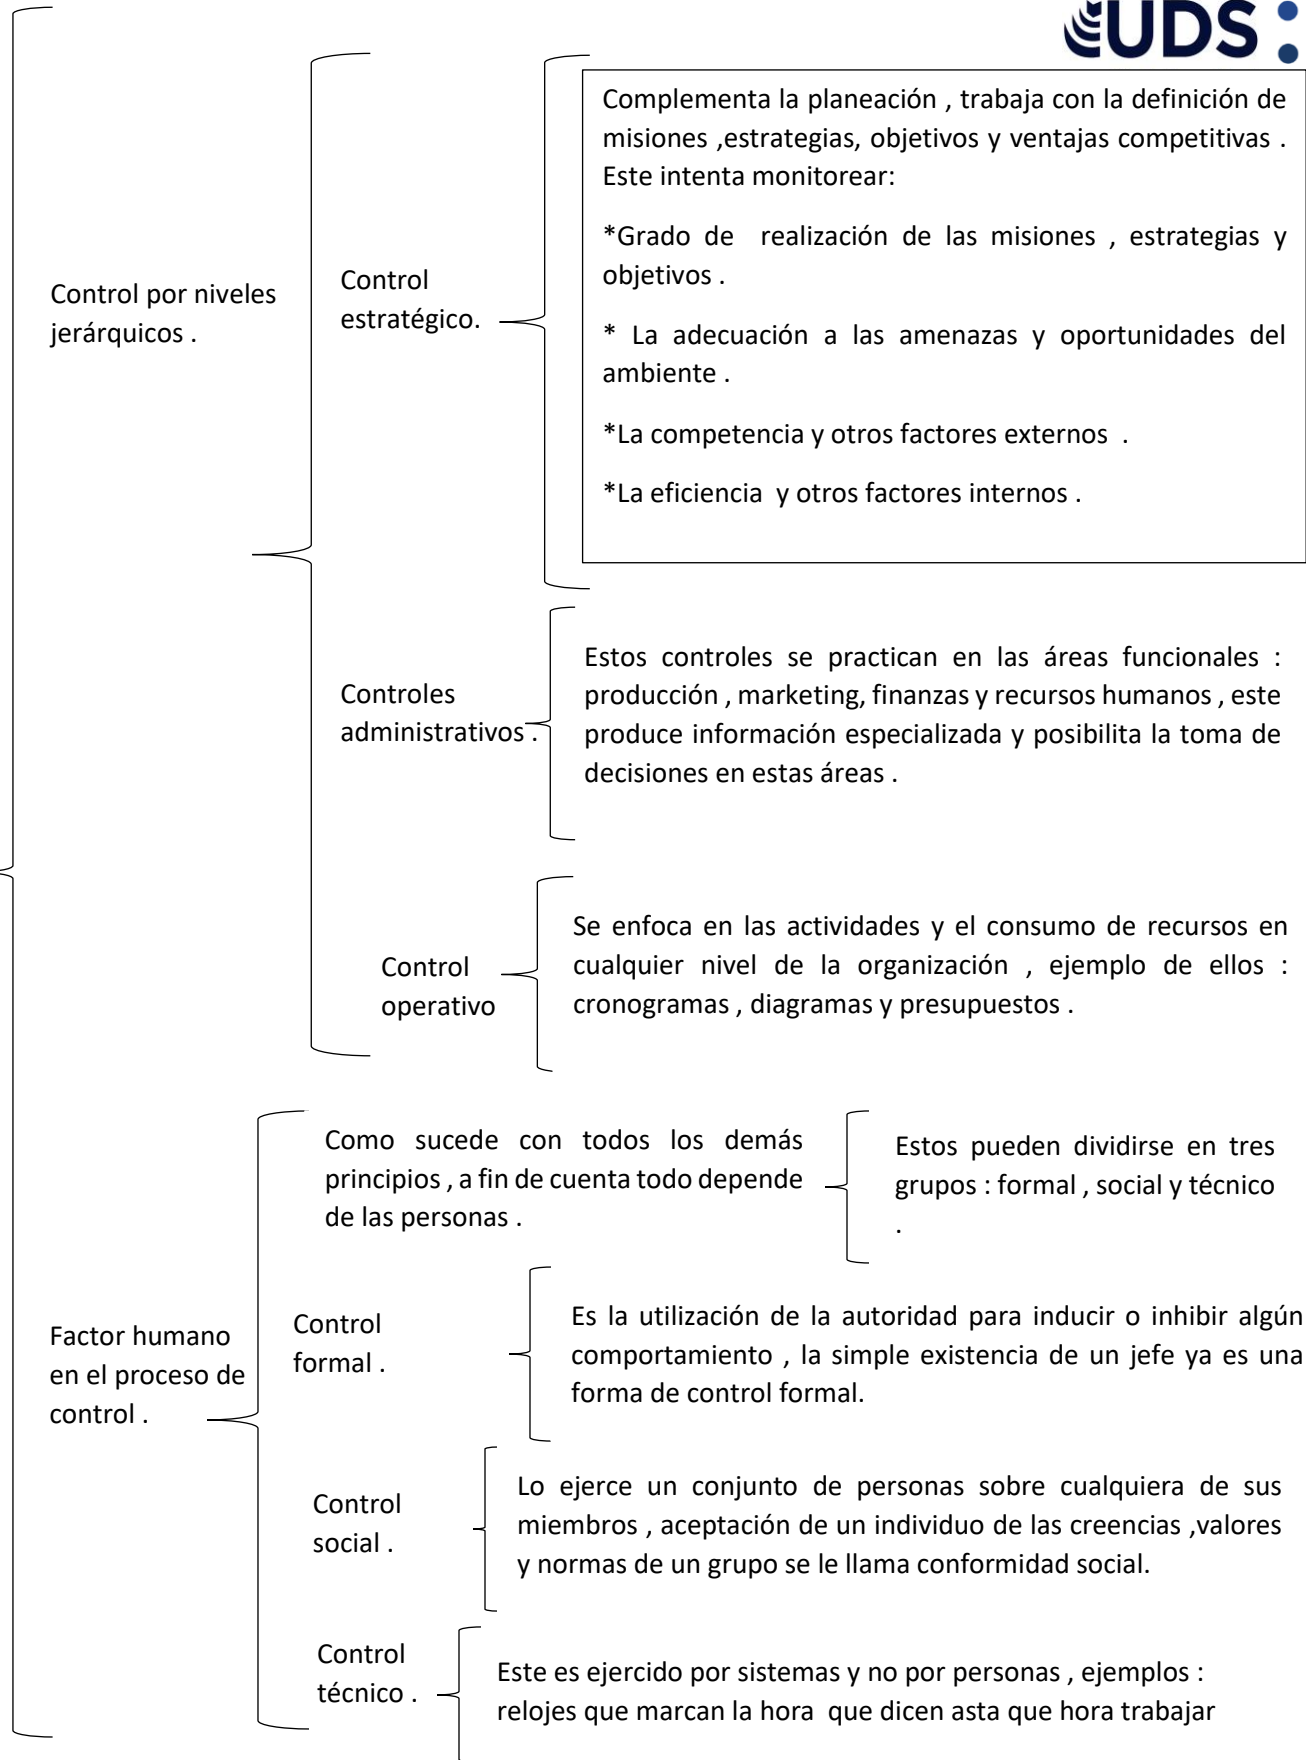 UDS
Complementa la planeación , trabaja con la definición de
misiones ,estrategias, objetivos y ventajas competitivas .
Este intenta monitorear:
*Grado de realización de las misiones , estrategias y
objetivos .
* La adecuación a las amenazas y oportunidades del
ambiente .
*La competencia y otros factores externos .
*La eficiencia y otros factores internos .
Control por niveles
jerárquicos .
Control
estratégico.
Controles
administrativos .
Estos controles se practican en las áreas funcionales :
producción , marketing, finanzas y recursos humanos , este
produce información especializada y posibilita la toma de
decisiones en estas áreas .
Control
operativo
Se enfoca en las actividades y el consumo de recursos en
cualquier nivel de la organización , ejemplo de ellos :
cronogramas , diagramas y presupuestos .
Factor humano
en el proceso de
control .
Como sucede con todos los demás
principios , a fin de cuenta todo depende
de las personas .
Estos pueden dividirse en tres
grupos : formal , social y técnico
.
Control
formal .
Es la utilización de la autoridad para inducir o inhibir algún
comportamiento , la simple existencia de un jefe ya es una
forma de control formal.
Control
social .
Lo ejerce un conjunto de personas sobre cualquiera de sus
miembros , aceptación de un individuo de las creencias ,valores
y normas de un grupo se le llama conformidad social.
Control
técnico .
Este es ejercido por sistemas y no por personas , ejemplos :
relojes que marcan la hora que dicen asta que hora trabajar